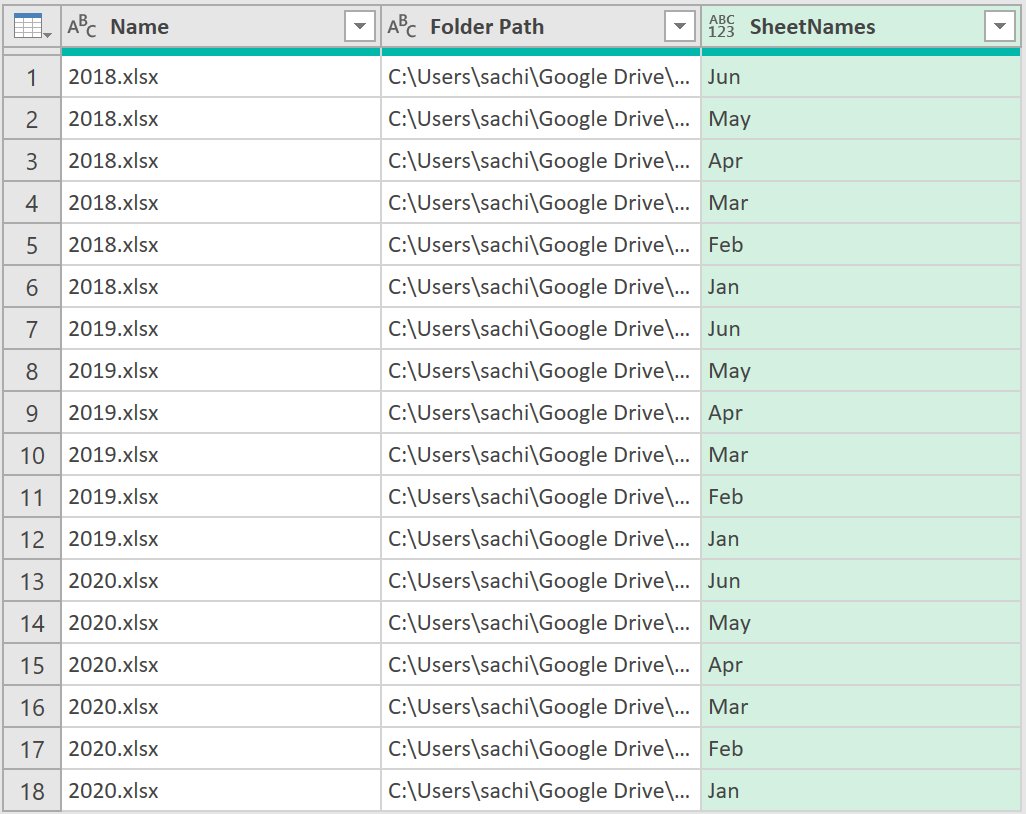 ABC Name ABC Folder Path ABC 123 SheetNames
1 2018.xlsx C:\Users\sachi\Google Drive\... Jun
2 2018.xlsx C:\Users\sachi\Google Drive\... May
3 2018.xlsx C:\Users\sachi\Google Drive\... Apr
4 2018.xlsx C:\Users\sachi\Google Drive\... Mar
5 2018.xlsx C:\Users\sachi\Google Drive\... Feb
6 2018.xlsx C:\Users\sachi\Google Drive\... Jan
7 2019.xlsx C:\Users\sachi\Google Drive\... Jun
8 2019.xlsx C:\Users\sachi\Google Drive\... May
9 2019.xlsx C:\Users\sachi\Google Drive\... Apr
10 2019.xlsx C:\Users\sachi\Google Drive\... Mar
11 2019.xlsx C:\Users\sachi\Google Drive\... Feb
12 2019.xlsx C:\Users\sachi\Google Drive\... Jan
13 2020.xlsx C:\Users\sachi\Google Drive\... Jun
14 2020.xlsx C:\Users\sachi\Google Drive\... May
15 2020.xlsx C:\Users\sachi\Google Drive\... Apr
16 2020.xlsx C:\Users\sachi\Google Drive\... Mar
17 2020.xlsx C:\Users\sachi\Google Drive\... Feb
18 2020.xlsx C:\Users\sachi\Google Drive\... Jan